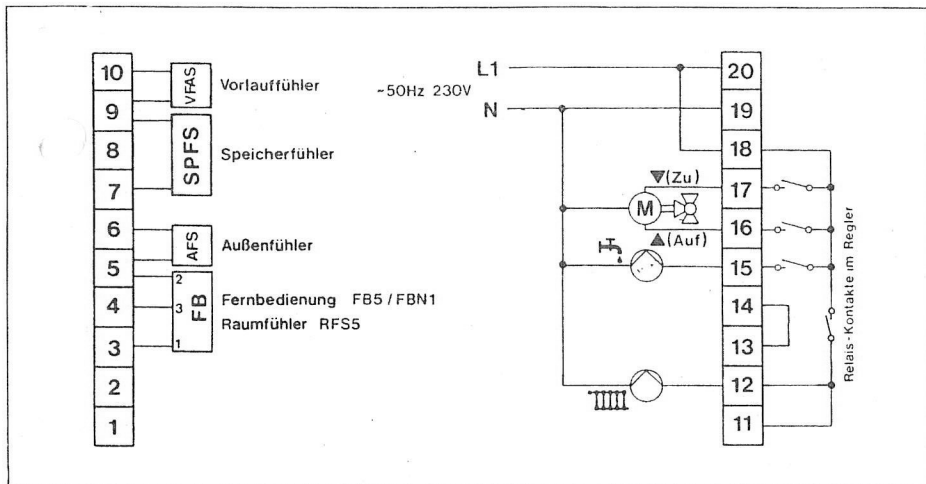 10
VFAS
Vorlauffühler
9
8
SPFS
Speicherfühler
7
6
AFS
Außenfühler
5
2
4
3
FB
Fernbedienung FB5 / FBN1
Raumfühler RFS5
3
1
2
1
L1
20
~50Hz 230V
N
19
18
▼(Zu)
17
M
16
▲(Auf)
15
14
13
12
11
Relais-Kontakte im Regler